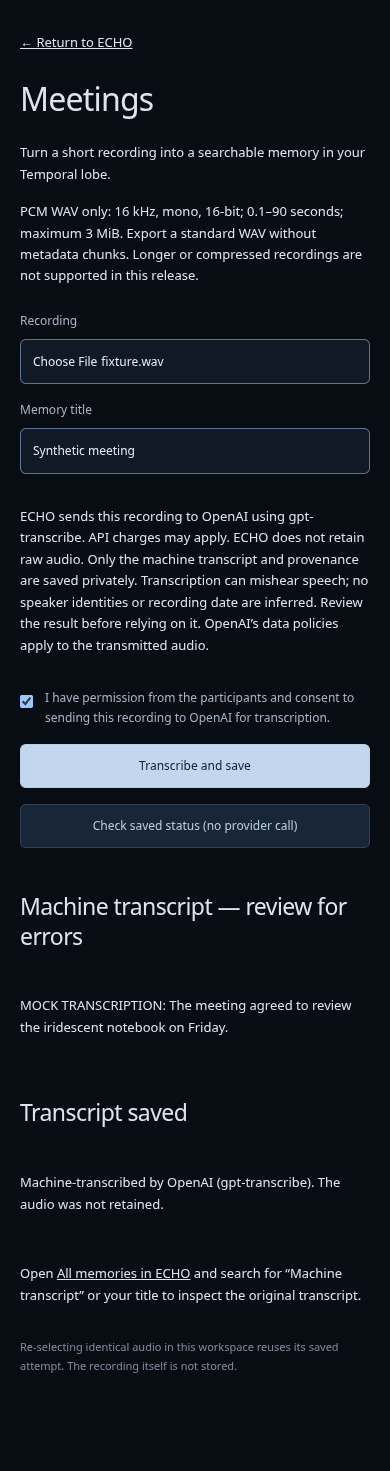 ← Return to ECHO
Meetings
Turn a short recording into a searchable memory in your
Temporal lobe.
PCM WAV only: 16 kHz, mono, 16-bit; 0.1–90 seconds;
maximum 3 MiB. Export a standard WAV without
metadata chunks. Longer or compressed recordings are
not supported in this release.
Recording
Choose File fixture.wav
Memory title
Synthetic meeting
ECHO sends this recording to OpenAI using gpt-
transcribe. API charges may apply. ECHO does not retain
raw audio. Only the machine transcript and provenance
are saved privately. Transcription can mishear speech; no
speaker identities or recording date are inferred. Review
the result before relying on it. OpenAI’s data policies
apply to the transmitted audio.
I have permission from the participants and consent to
sending this recording to OpenAI for transcription.
Transcribe and save
Check saved status (no provider call)
Machine transcript — review for
errors
MOCK TRANSCRIPTION: The meeting agreed to review
the iridescent notebook on Friday.
Transcript saved
Machine-transcribed by OpenAI (gpt-transcribe). The
audio was not retained.
Open All memories in ECHO and search for “Machine
transcript” or your title to inspect the original transcript.
Re-selecting identical audio in this workspace reuses its saved
attempt. The recording itself is not stored.